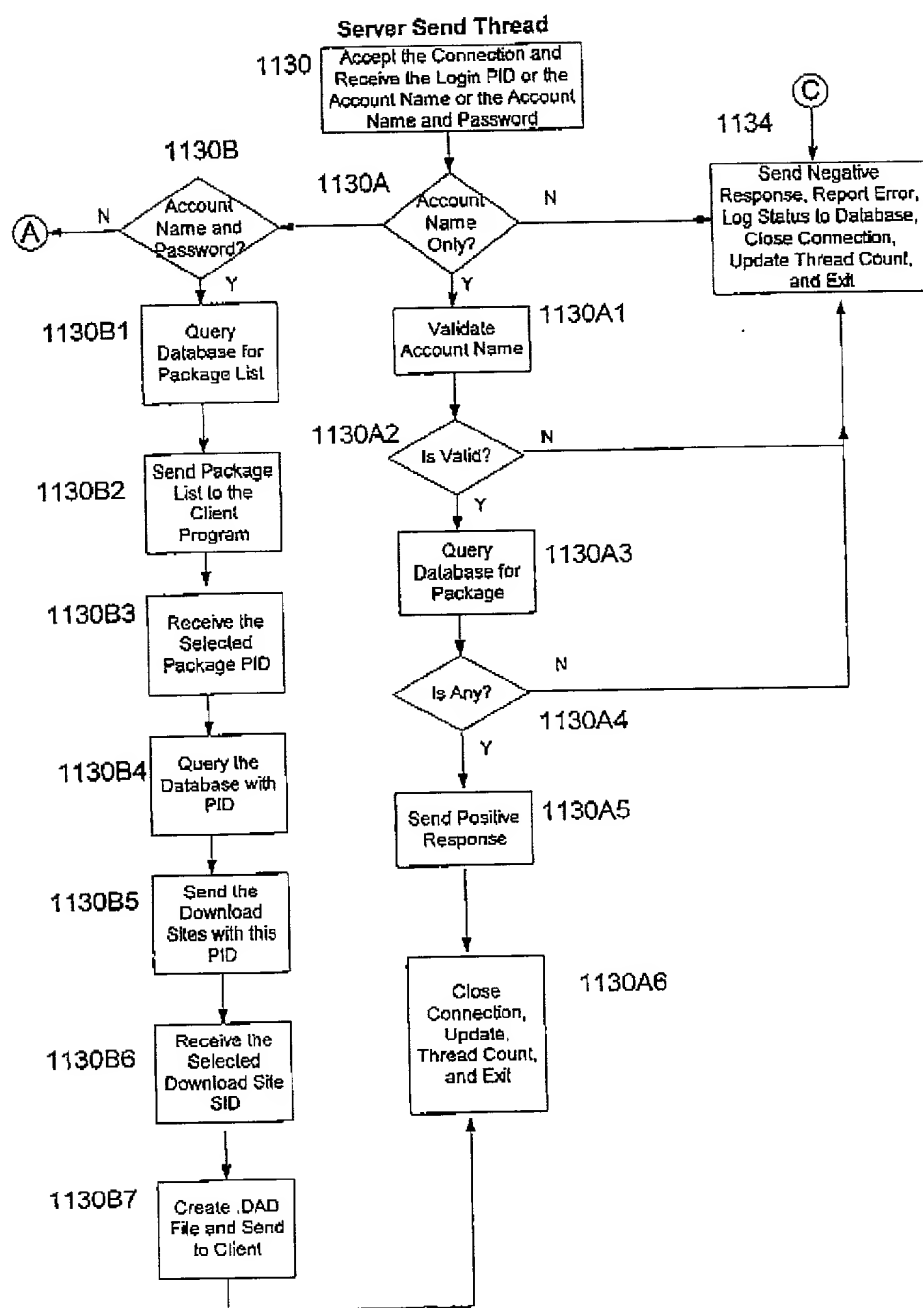 Server Send Thread
1130
Accept the Connection and
Receive the Login PID or the
Account Name or the Account
Name and Password
C
1134
Send Negative
Response, Report Error,
Log Status to Database,
Close Connection,
Update Thread Count,
and Exit
1130B
1130A
A
N
Account
Name and
Password?
Account
Name
Only?
N
Y
Y
1130B1
Query
Database for
Package List
Validate
Account Name
1130A1
1130A2
Is Valid?
N
Y
1130B2
Send Package
List to the
Client
Program
Query
Database for
Package
1130A3
1130B3
Receive the
Selected
Package PID
Is Any?
N
1130A4
Y
1130B4
Query the
Database with
PID
Send Positive
Response
1130A5
1130B5
Send the
Download
Sites with this
PID
Close
Connection,
Update,
Thread Count,
and Exit
1130A6
1130B6
Receive the
Selected
Download Site
SID
1130B7
Create .DAD
File and Send
to Client